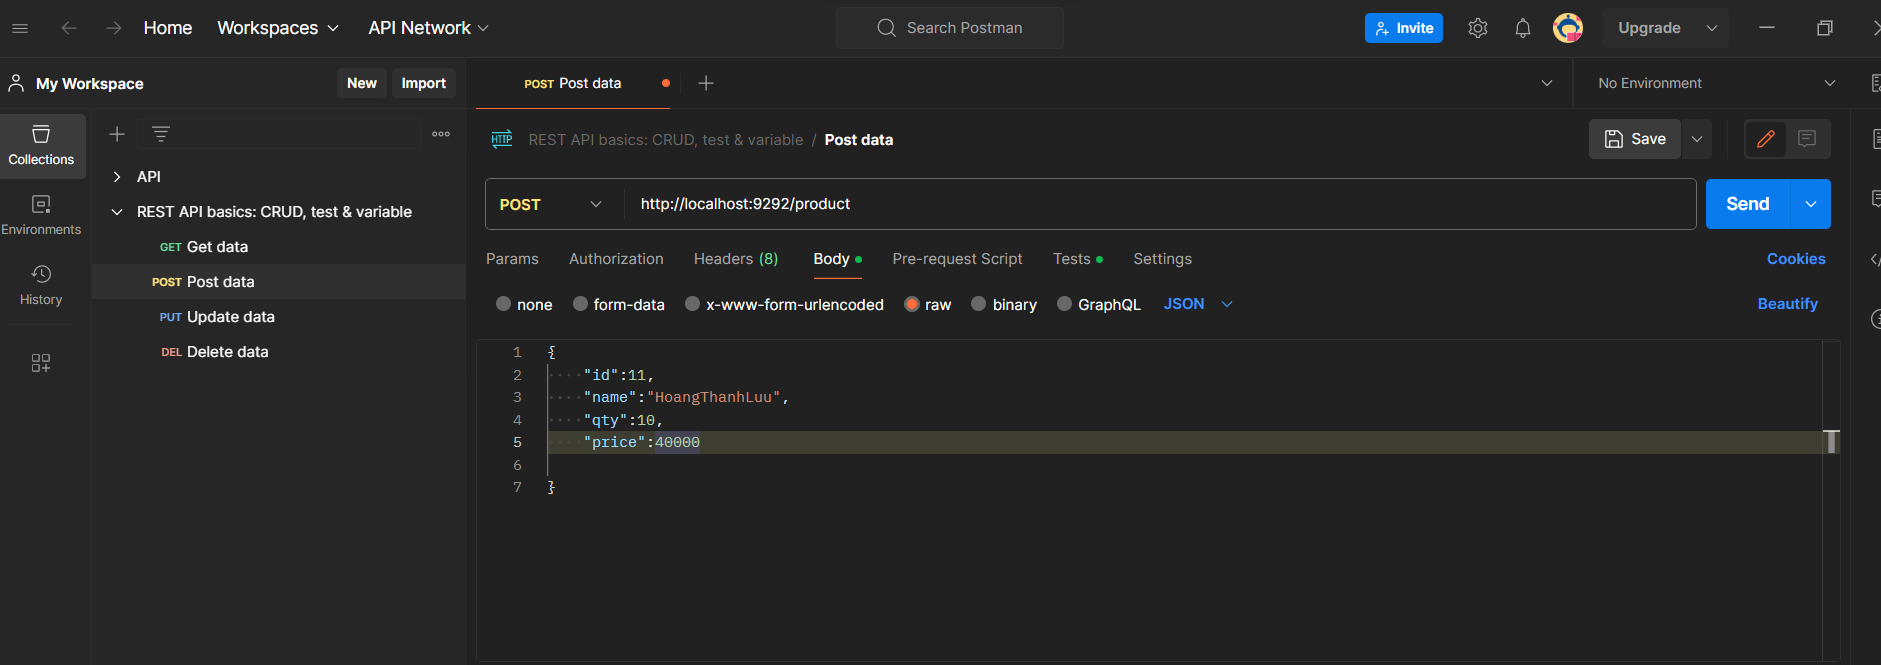 Home Workspaces API Network Search Postman Invite Upgrade
My Workspace New Import POST Post data No Environment
Collections
Environments
History
API
REST API basics: CRUD, test & variable
GET Get data
POST Post data
PUT Update data
DEL Delete data
HTTP REST API basics: CRUD, test & variable / Post data Save
POST http://localhost:9292/product Send
Params Authorization Headers (8) Body Pre-request Script Tests Settings Cookies
none form-data x-www-form-urlencoded raw binary GraphQL JSON Beautify
1 {
2 "id":11,
3 "name":"HoangThanhLuu",
4 "qty":10,
5 "price":40000
6
7 }